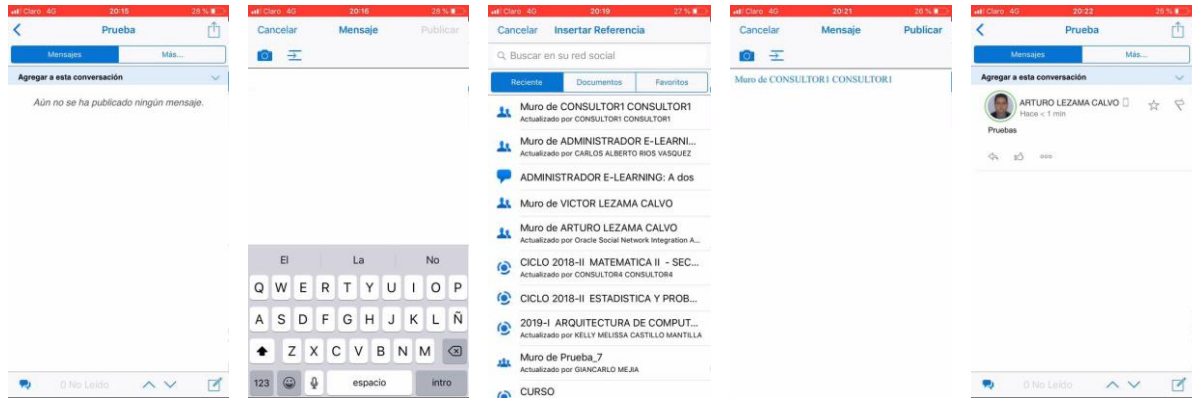 Claro 4G 20:15 28 %
Prueba
Mensajes Más...
Agregar a esta conversación
Aún no se ha publicado ningún mensaje.
0 No Leído
Claro 4G 20:16 28 %
Cancelar Mensaje Publicar
El La No
Q W E R T Y U I O P
A S D F G H J K L Ñ
Z X C V B N M
123 espacio intro
Claro 4G 20:19 27 %
Cancelar Insertar Referencia
Buscar en su red social
Reciente Documentos Favoritos
Muro de CONSULTOR1 CONSULTOR1
Actualizado por CONSULTOR1 CONSULTOR1
Muro de ADMINISTRADOR E-LEARNI...
Actualizado por CARLOS ALBERTO RIOS VASQUEZ
ADMINISTRADOR E-LEARNING: A dos
Muro de VICTOR LEZAMA CALVO
Muro de ARTURO LEZAMA CALVO
Actualizado por Oracle Social Network Integration A...
CICLO 2018-II MATEMATICA II - SEC...
Actualizado por CONSULTOR4 CONSULTOR4
CICLO 2018-II ESTADISTICA Y PROB...
2019-I ARQUITECTURA DE COMPUT...
Actualizado por KELLY MELISSA CASTILLO MANTILLA
Muro de Prueba_7
Actualizado por GIANCARLO MEJIA
CURSO
Claro 4G 20:21 26 %
Cancelar Mensaje Publicar
Muro de CONSULTOR1 CONSULTOR1
Claro 4G 20:22 25 %
Prueba
Mensajes Más...
Agregar a esta conversación
ARTURO LEZAMA CALVO
Hace < 1 min
Pruebas
0 No Leído